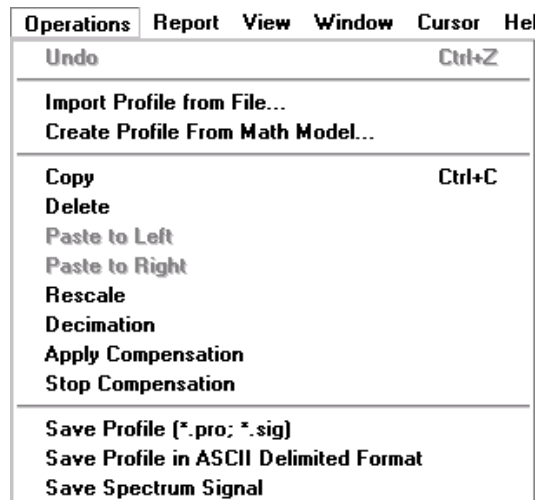 Operations Report View Window Cursor Hel
Undo Ctrl+Z
Import Profile from File...
Create Profile From Math Model...
Copy Ctrl+C
Delete
Paste to Left
Paste to Right
Rescale
Decimation
Apply Compensation
Stop Compensation
Save Profile (*.pro; *.sig)
Save Profile in ASCII Delimited Format
Save Spectrum Signal